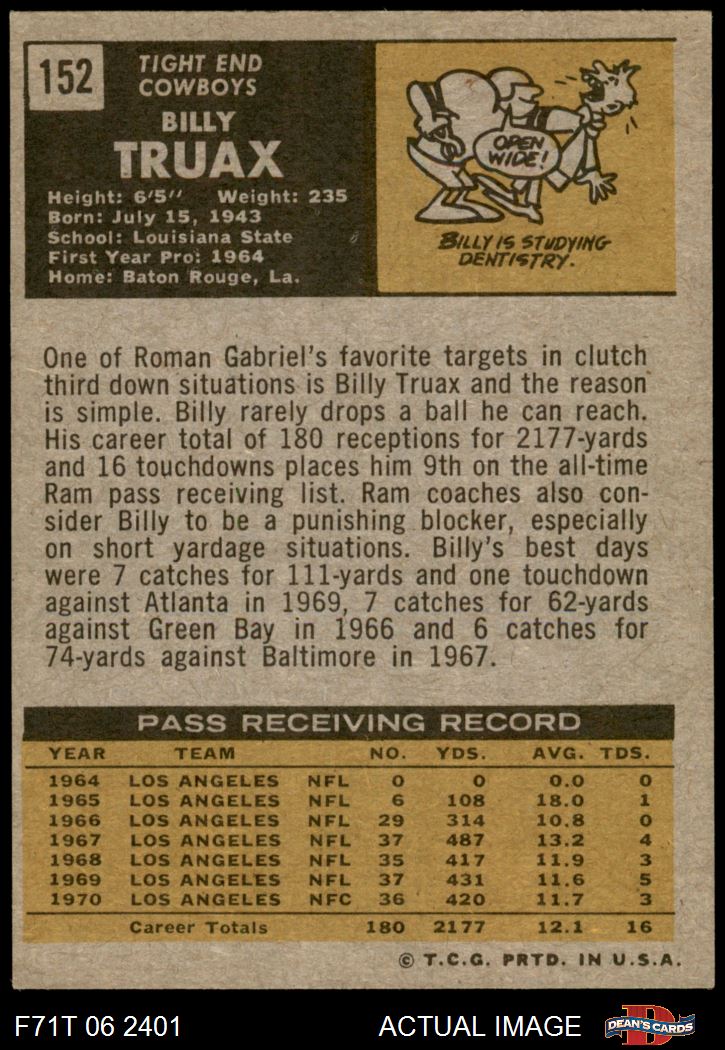 152
TIGHT END
COWBOYS
BILLY
TRUAX
Height: 6'5" Weight: 235
Born: July 15, 1943
School: Louisiana State
First Year Pro: 1964
Home: Baton Rouge, La.
OPEN
WIDE!
BILLY IS STUDYING
DENTISTRY.
One of Roman Gabriel's favorite targets in clutch
third down situations is Billy Truax and the reason
is simple. Billy rarely drops a ball he can reach.
His career total of 180 receptions for 2177-yards
and 16 touchdowns places him 9th on the all-time
Ram pass receiving list. Ram coaches also con-
sider Billy to be a punishing blocker, especially
on short yardage situations. Billy's best days
were 7 catches for 111-yards and one touchdown
against Atlanta in 1969, 7 catches for 62-yards
against Green Bay in 1966 and 6 catches for
74-yards against Baltimore in 1967.
PASS RECEIVING RECORD
YEAR TEAM NO. YDS. AVG. TDS.
1964 LOS ANGELES NFL 0 0 0.0 0
1965 LOS ANGELES NFL 6 108 18.0 1
1966 LOS ANGELES NFL 29 314 10.8 0
1967 LOS ANGELES NFL 37 487 13.2 4
1968 LOS ANGELES NFL 35 417 11.9 3
1969 LOS ANGELES NFL 37 431 11.6 5
1970 LOS ANGELES NFC 36 420 11.7 3
Career Totals 180 2177 12.1 16
© T.C.G. PRTD. IN U.S.A.
F71T 06 2401 ACTUAL IMAGE
D
DEAN'S CARDS